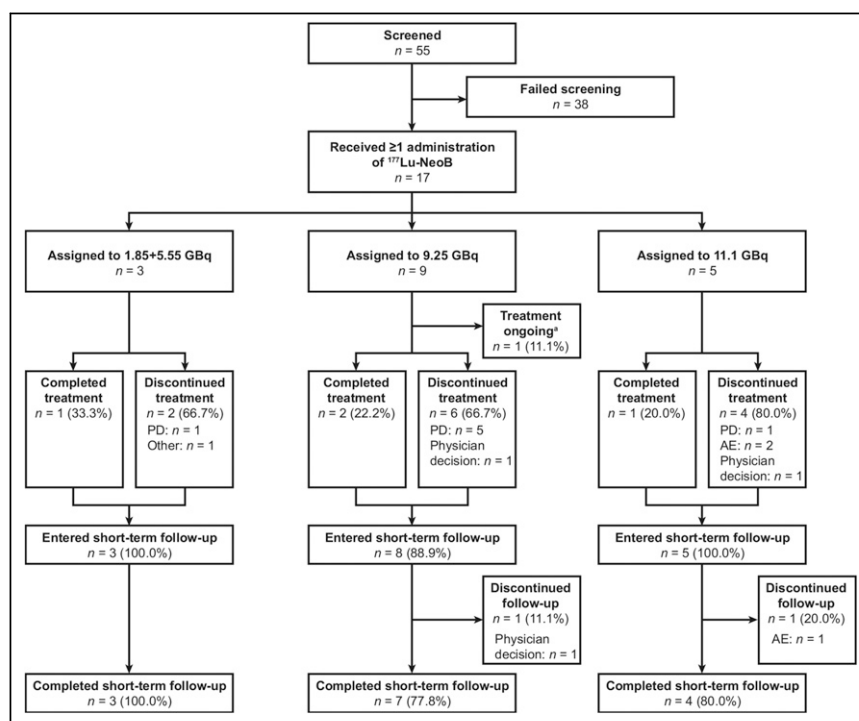 Screened
n = 55
Failed screening
n = 38
Received ≥1 administration
of ¹⁷⁷Lu-NeoB
n = 17
Assigned to 1.85+5.55 GBq
n = 3
Assigned to 9.25 GBq
n = 9
Assigned to 11.1 GBq
n = 5
Treatment
ongoingᵃ
n = 1 (11.1%)
Completed
treatment
n = 1 (33.3%)
Discontinued
treatment
n = 2 (66.7%)
PD: n = 1
Other: n = 1
Completed
treatment
n = 2 (22.2%)
Discontinued
treatment
n = 6 (66.7%)
PD: n = 5
Physician
decision: n = 1
Completed
treatment
n = 1 (20.0%)
Discontinued
treatment
n = 4 (80.0%)
PD: n = 1
AE: n = 2
Physician
decision: n = 1
Entered short-term follow-up
n = 3 (100.0%)
Entered short-term follow-up
n = 8 (88.9%)
Entered short-term follow-up
n = 5 (100.0%)
Discontinued
follow-up
n = 1 (11.1%)
Physician
decision: n = 1
Discontinued
follow-up
n = 1 (20.0%)
AE: n = 1
Completed short-term follow-up
n = 3 (100.0%)
Completed short-term follow-up
n = 7 (77.8%)
Completed short-term follow-up
n = 4 (80.0%)